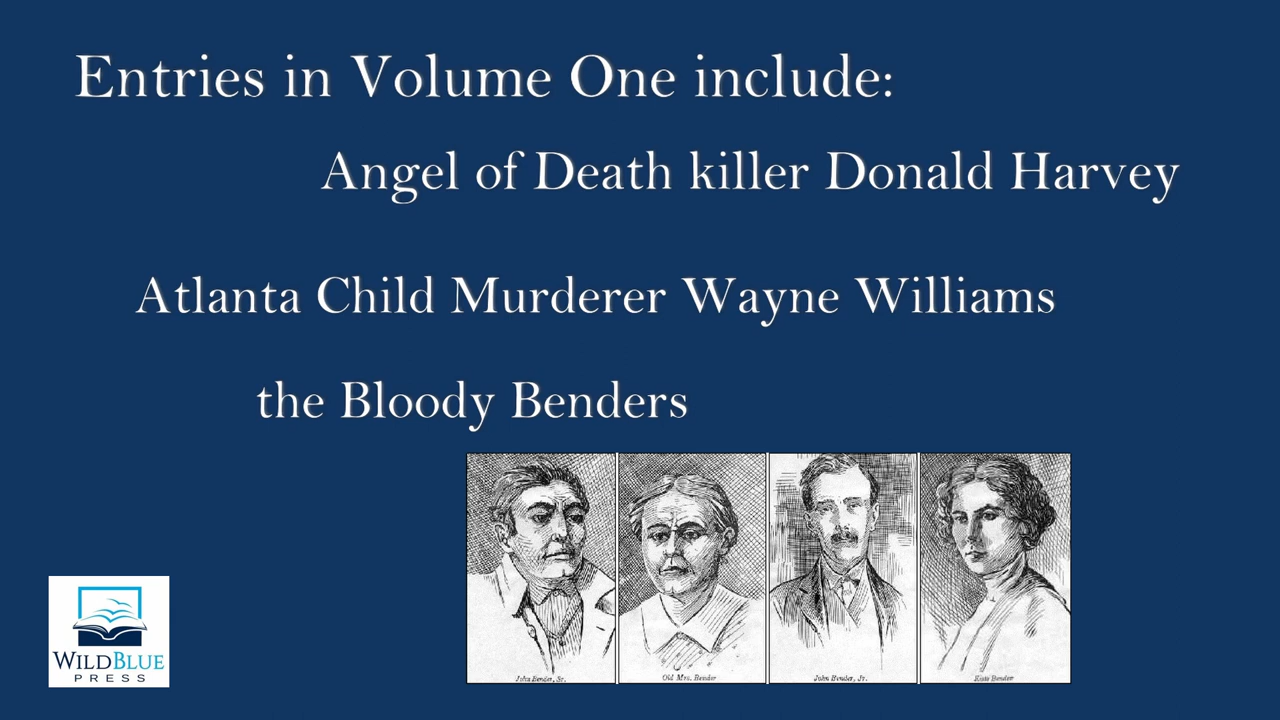 Entries in Volume One include:
Angel of Death killer Donald Harvey
Atlanta Child Murderer Wayne Williams
the Bloody Benders
John Bender, Sr.
Old Mrs. Bender
John Bender, Jr.
Kate Bender
WILDBLUE
PRESS